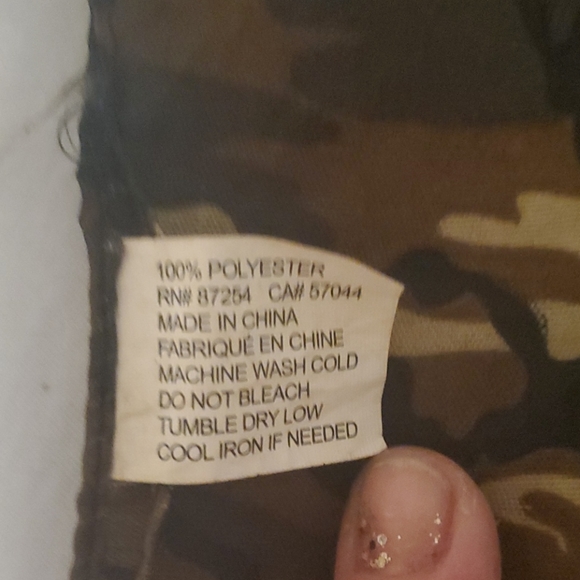 100% POLYESTER
RN# 87254 CA# 57044
MADE IN CHINA
FABRIQUÉ EN CHINE
MACHINE WASH COLD
DO NOT BLEACH
TUMBLE DRY LOW
COOL IRON IF NEEDED